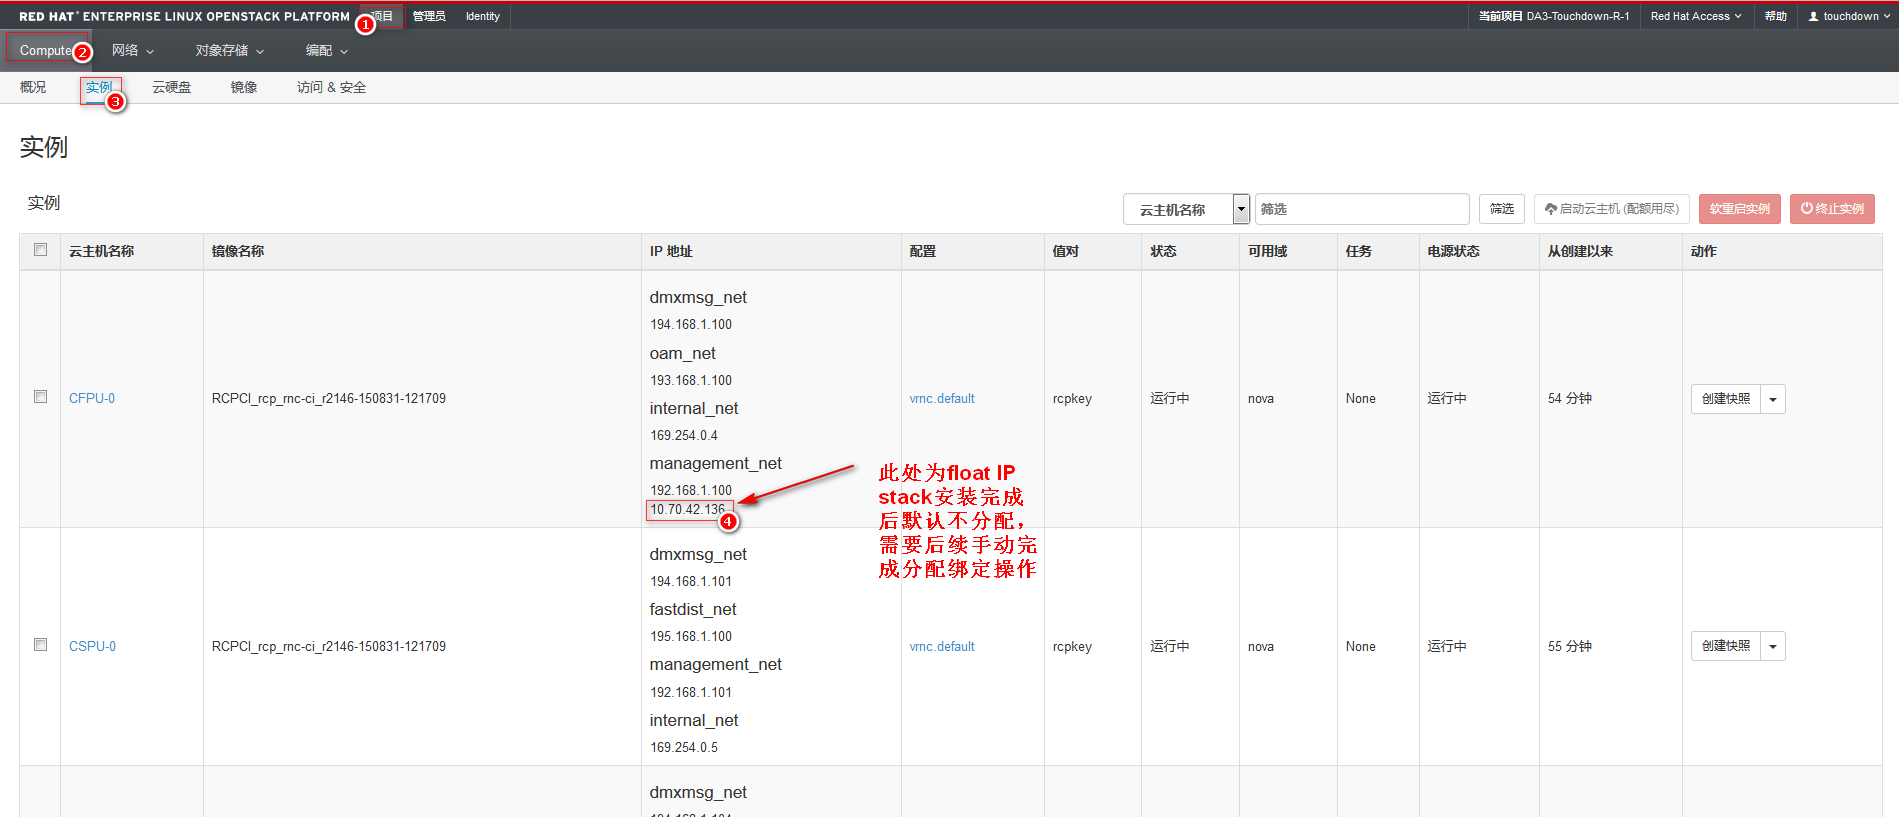 RED HAT® ENTERPRISE LINUX OPENSTACK PLATFORM 项目 管理员 Identity 当前项目 DA3-Touchdown-R-1 Red Hat Access 帮助 touchdown
1
Compute 网络 对象存储 编配
2
概况 实例 云硬盘 镜像 访问 & 安全
3
实例
实例 云主机名称 筛选 筛选 启动云主机 (配额用尽) 软重启实例 终止实例
云主机名称 镜像名称 IP 地址 配置 值对 状态 可用域 任务 电源状态 从创建以来 动作
dmxmsg_net
194.168.1.100
oam_net
193.168.1.100
CFPU-0 RCPCI_rcp_rnc-ci_r2146-150831-121709 vrnc.default rcpkey 运行中 nova None 运行中 54 分钟 创建快照
internal_net
169.254.0.4
management_net
192.168.1.100
10.70.42.136
4
此处为float IP
stack安装完成
后默认不分配，
需要后续手动完
成分配绑定操作
dmxmsg_net
194.168.1.101
fastdist_net
195.168.1.100
CSPU-0 RCPCI_rcp_rnc-ci_r2146-150831-121709 vrnc.default rcpkey 运行中 nova None 运行中 55 分钟 创建快照
management_net
192.168.1.101
internal_net
169.254.0.5
dmxmsg_net